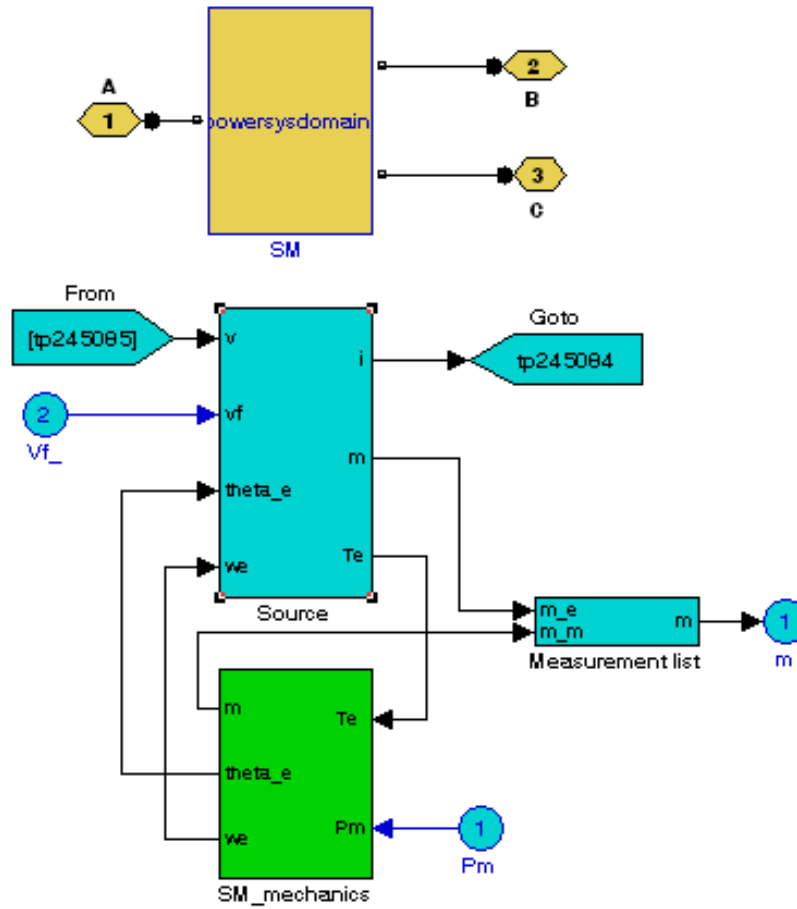 A
1
powersysdomain
2
B
3
C
SM
From
[tp245085]
v
i
Goto
tp245084
2
Vf_
vf
m
theta_e
we
Te
Source
m_e
m_m
m
Measurement list
1
m
m
Te
theta_e
we
Pm
1
Pm
SM_mechanics